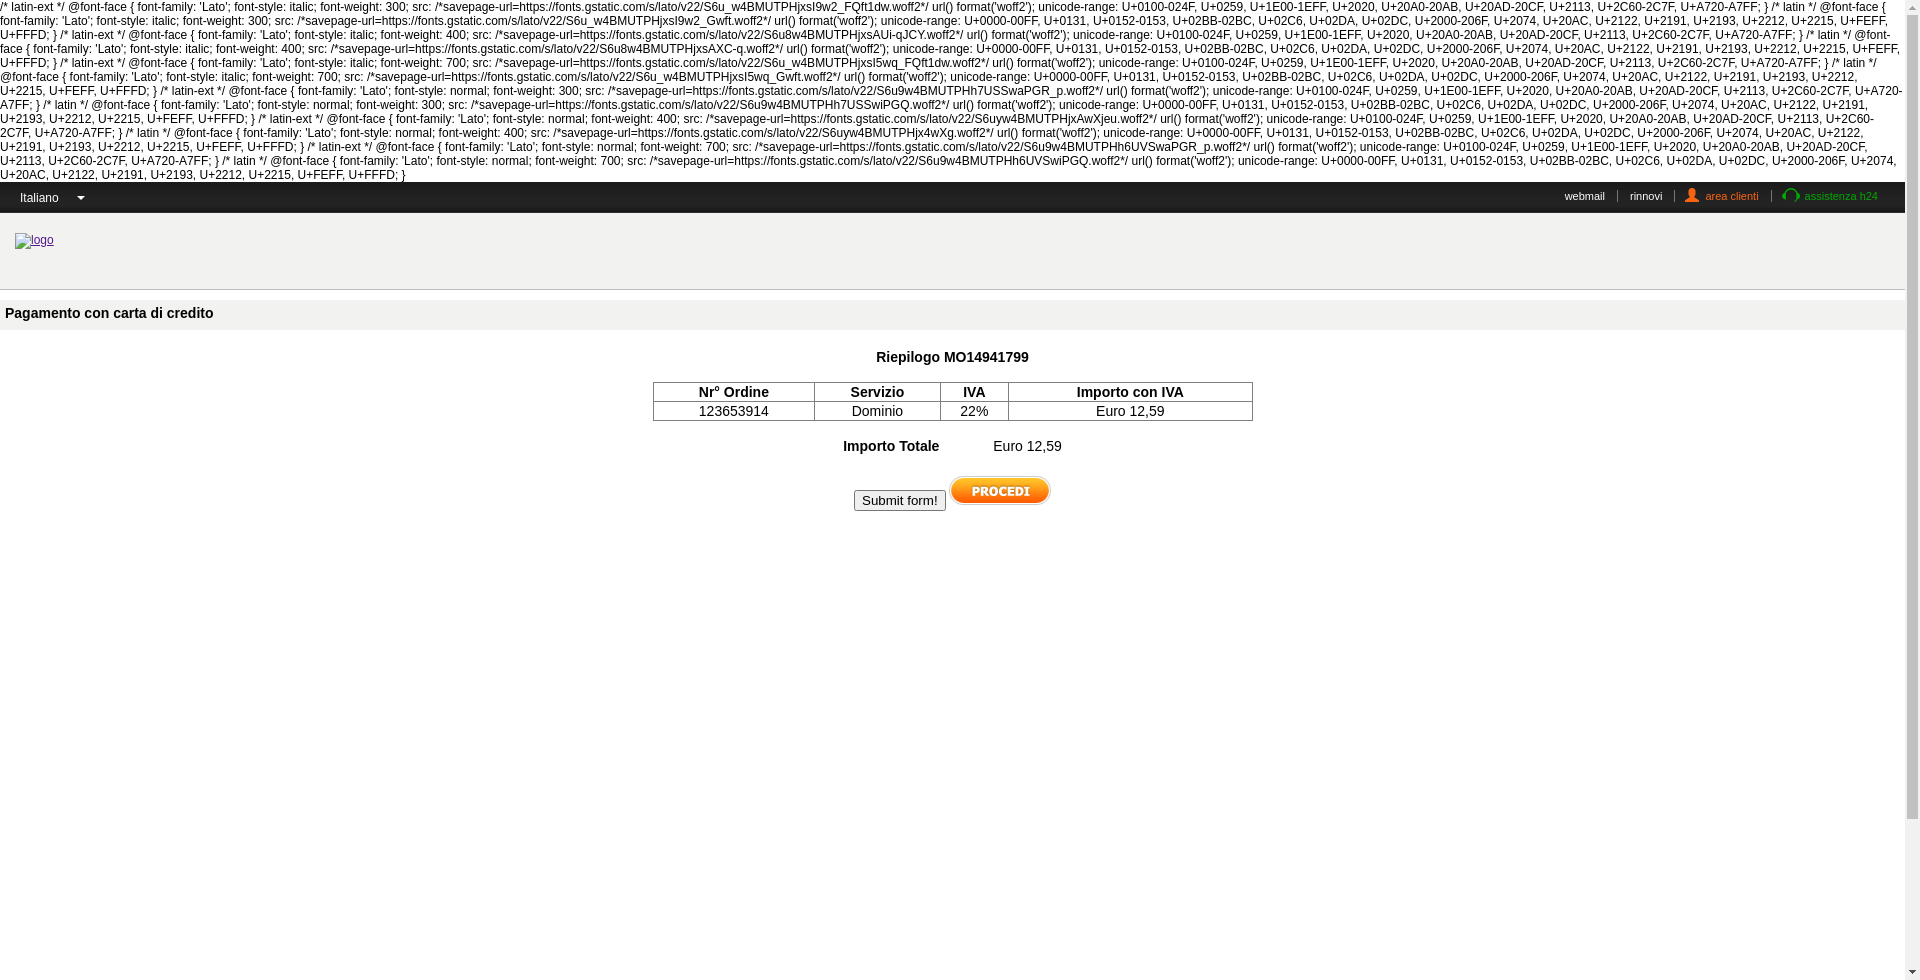 /* latin-ext */ @font-face { font-family: 'Lato'; font-style: italic; font-weight: 300; src: /*savepage-url=https://fonts.gstatic.com/s/lato/v22/S6u_w4BMUTPHjxsI9w2_FQft1dw.woff2*/ url() format('woff2'); unicode-range: U+0100-024F, U+0259, U+1E00-1EFF, U+2020, U+20A0-20AB, U+20AD-20CF, U+2113, U+2C60-2C7F, U+A720-A7FF; } /* latin */ @font-face {
font-family: 'Lato'; font-style: italic; font-weight: 300; src: /*savepage-url=https://fonts.gstatic.com/s/lato/v22/S6u_w4BMUTPHjxsI9w2_Gwft.woff2*/ url() format('woff2'); unicode-range: U+0000-00FF, U+0131, U+0152-0153, U+02BB-02BC, U+02C6, U+02DA, U+02DC, U+2000-206F, U+2074, U+20AC, U+2122, U+2191, U+2193, U+2212, U+2215, U+FEFF,
U+FFFD; } /* latin-ext */ @font-face { font-family: 'Lato'; font-style: italic; font-weight: 400; src: /*savepage-url=https://fonts.gstatic.com/s/lato/v22/S6u8w4BMUTPHjxsAUi-qJCY.woff2*/ url() format('woff2'); unicode-range: U+0100-024F, U+0259, U+1E00-1EFF, U+2020, U+20A0-20AB, U+20AD-20CF, U+2113, U+2C60-2C7F, U+A720-A7FF; } /* latin */ @font-
face { font-family: 'Lato'; font-style: italic; font-weight: 400; src: /*savepage-url=https://fonts.gstatic.com/s/lato/v22/S6u8w4BMUTPHjxsAXC-q.woff2*/ url() format('woff2'); unicode-range: U+0000-00FF, U+0131, U+0152-0153, U+02BB-02BC, U+02C6, U+02DA, U+02DC, U+2000-206F, U+2074, U+20AC, U+2122, U+2191, U+2193, U+2212, U+2215, U+FEFF,
U+FFFD; } /* latin-ext */ @font-face { font-family: 'Lato'; font-style: italic; font-weight: 700; src: /*savepage-url=https://fonts.gstatic.com/s/lato/v22/S6u_w4BMUTPHjxsI5wq_FQft1dw.woff2*/ url() format('woff2'); unicode-range: U+0100-024F, U+0259, U+1E00-1EFF, U+2020, U+20A0-20AB, U+20AD-20CF, U+2113, U+2C60-2C7F, U+A720-A7FF; } /* latin */
@font-face { font-family: 'Lato'; font-style: italic; font-weight: 700; src: /*savepage-url=https://fonts.gstatic.com/s/lato/v22/S6u_w4BMUTPHjxsI5wq_Gwft.woff2*/ url() format('woff2'); unicode-range: U+0000-00FF, U+0131, U+0152-0153, U+02BB-02BC, U+02C6, U+02DA, U+02DC, U+2000-206F, U+2074, U+20AC, U+2122, U+2191, U+2193, U+2212,
U+2215, U+FEFF, U+FFFD; } /* latin-ext */ @font-face { font-family: 'Lato'; font-style: normal; font-weight: 300; src: /*savepage-url=https://fonts.gstatic.com/s/lato/v22/S6u9w4BMUTPHh7USSwaPGR_p.woff2*/ url() format('woff2'); unicode-range: U+0100-024F, U+0259, U+1E00-1EFF, U+2020, U+20A0-20AB, U+20AD-20CF, U+2113, U+2C60-2C7F, U+A720-
A7FF; } /* latin */ @font-face { font-family: 'Lato'; font-style: normal; font-weight: 300; src: /*savepage-url=https://fonts.gstatic.com/s/lato/v22/S6u9w4BMUTPHh7USSwiPGQ.woff2*/ url() format('woff2'); unicode-range: U+0000-00FF, U+0131, U+0152-0153, U+02BB-02BC, U+02C6, U+02DA, U+02DC, U+2000-206F, U+2074, U+20AC, U+2122, U+2191,
U+2193, U+2212, U+2215, U+FEFF, U+FFFD; } /* latin-ext */ @font-face { font-family: 'Lato'; font-style: normal; font-weight: 400; src: /*savepage-url=https://fonts.gstatic.com/s/lato/v22/S6uyw4BMUTPHjxAwXjeu.woff2*/ url() format('woff2'); unicode-range: U+0100-024F, U+0259, U+1E00-1EFF, U+2020, U+20A0-20AB, U+20AD-20CF, U+2113, U+2C60-
2C7F, U+A720-A7FF; } /* latin */ @font-face { font-family: 'Lato'; font-style: normal; font-weight: 400; src: /*savepage-url=https://fonts.gstatic.com/s/lato/v22/S6uyw4BMUTPHjx4wXg.woff2*/ url() format('woff2'); unicode-range: U+0000-00FF, U+0131, U+0152-0153, U+02BB-02BC, U+02C6, U+02DA, U+02DC, U+2000-206F, U+2074, U+20AC, U+2122,
U+2191, U+2193, U+2212, U+2215, U+FEFF, U+FFFD; } /* latin-ext */ @font-face { font-family: 'Lato'; font-style: normal; font-weight: 700; src: /*savepage-url=https://fonts.gstatic.com/s/lato/v22/S6u9w4BMUTPHh6UVSwaPGR_p.woff2*/ url() format('woff2'); unicode-range: U+0100-024F, U+0259, U+1E00-1EFF, U+2020, U+20A0-20AB, U+20AD-20CF,
U+2113, U+2C60-2C7F, U+A720-A7FF; } /* latin */ @font-face { font-family: 'Lato'; font-style: normal; font-weight: 700; src: /*savepage-url=https://fonts.gstatic.com/s/lato/v22/S6u9w4BMUTPHh6UVSwiPGQ.woff2*/ url() format('woff2'); unicode-range: U+0000-00FF, U+0131, U+0152-0153, U+02BB-02BC, U+02C6, U+02DA, U+02DC, U+2000-206F, U+2074,
U+20AC, U+2122, U+2191, U+2193, U+2212, U+2215, U+FEFF, U+FFFD; }
Italiano webmail rinnovi area clienti assistenza h24
logo
Pagamento con carta di credito
Riepilogo MO14941799
Nr° Ordine Servizio IVA Importo con IVA
123653914 Dominio 22% Euro 12,59
Importo Totale Euro 12,59
Submit form! PROCEDI